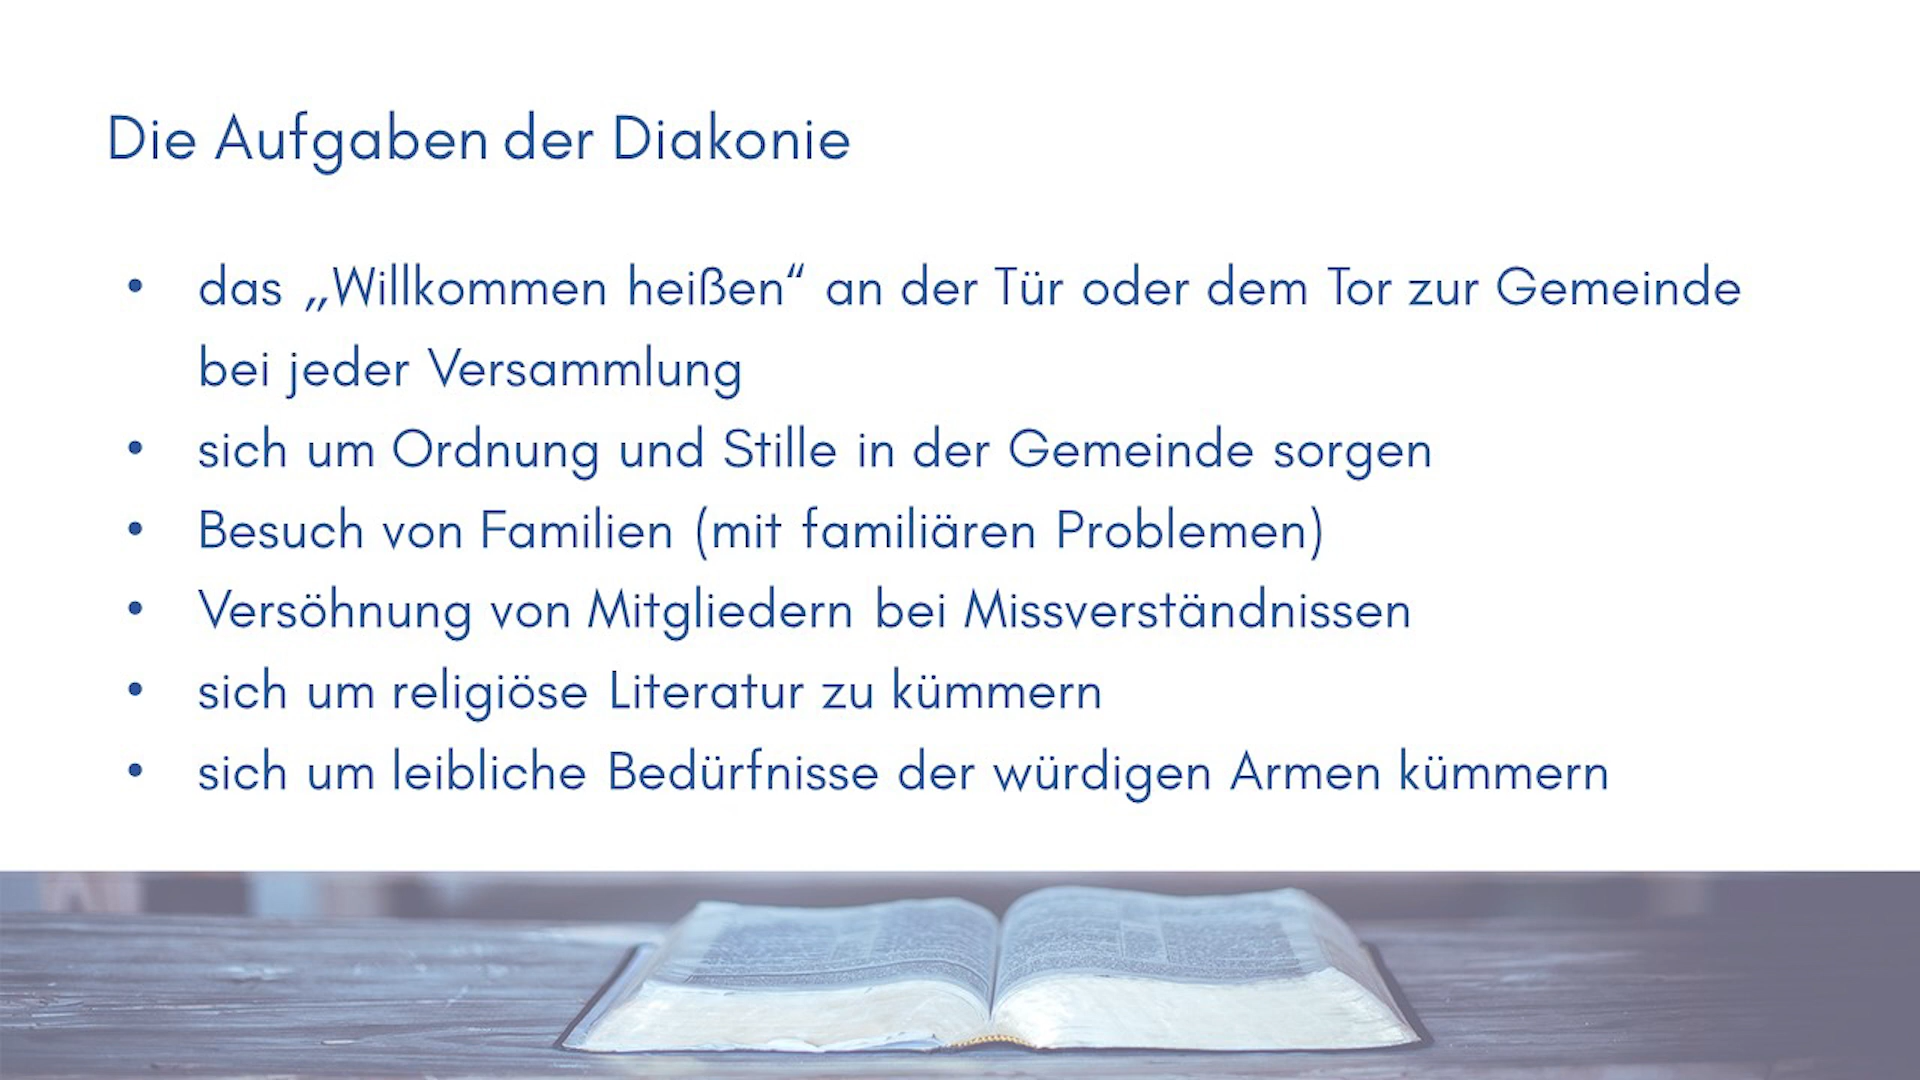 Die Aufgaben der Diakonie
• das „Willkommen heißen“ an der Tür oder dem Tor zur Gemeinde
bei jeder Versammlung
• sich um Ordnung und Stille in der Gemeinde sorgen
• Besuch von Familien (mit familiären Problemen)
• Versöhnung von Mitgliedern bei Missverständnissen
• sich um religiöse Literatur zu kümmern
• sich um leibliche Bedürfnisse der würdigen Armen kümmern